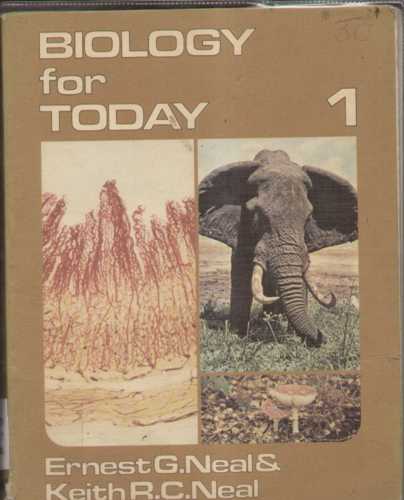 BIOLOGY
for
TODAY
1
Ernest G.Neal &
Keith R.C.Neal